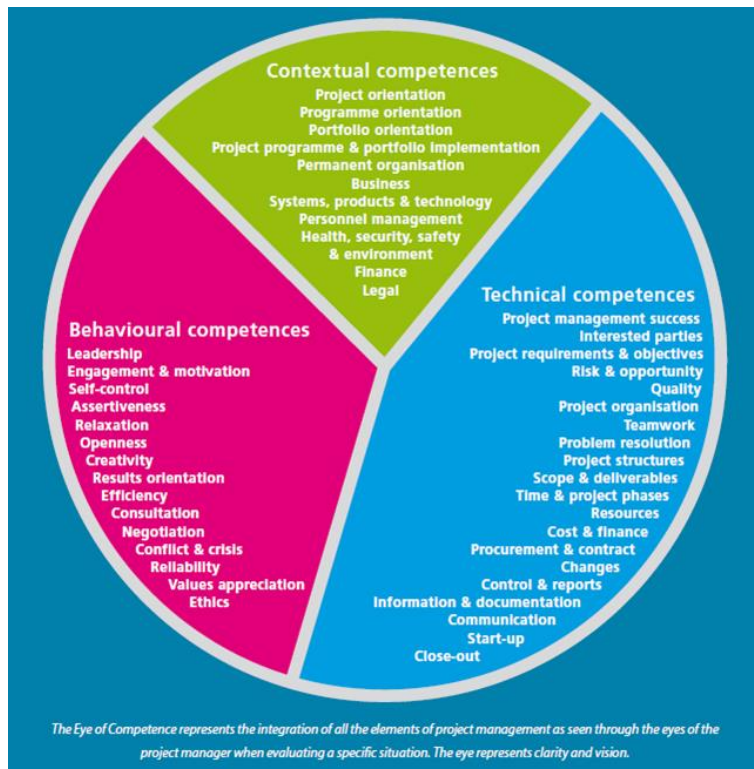 Contextual competences
Project orientation
Programme orientation
Portfolio orientation
Project programme & portfolio implementation
Permanent organisation
Business
Systems, products & technology
Personnel management
Health, security, safety
& environment
Finance
Legal
Behavioural competences
Leadership
Engagement & motivation
Self-control
Assertiveness
Relaxation
Openness
Creativity
Results orientation
Efficiency
Consultation
Negotiation
Conflict & crisis
Reliability
Values appreciation
Ethics
Technical competences
Project management success
Interested parties
Project requirements & objectives
Risk & opportunity
Quality
Project organisation
Teamwork
Problem resolution
Project structures
Scope & deliverables
Time & project phases
Resources
Cost & finance
Procurement & contract
Changes
Control & reports
Information & documentation
Communication
Start-up
Close-out
The Eye of Competence represents the integration of all the elements of project management as seen through the eyes of the
project manager when evaluating a specific situation. The eye represents clarity and vision.